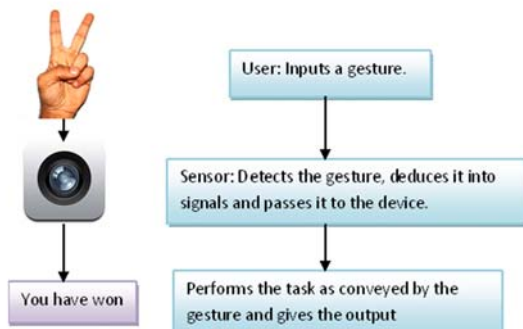 User: Inputs a gesture.
Sensor: Detects the gesture, deduces it into
signals and passes it to the device.
You have won
Performs the task as conveyed by the
gesture and gives the output